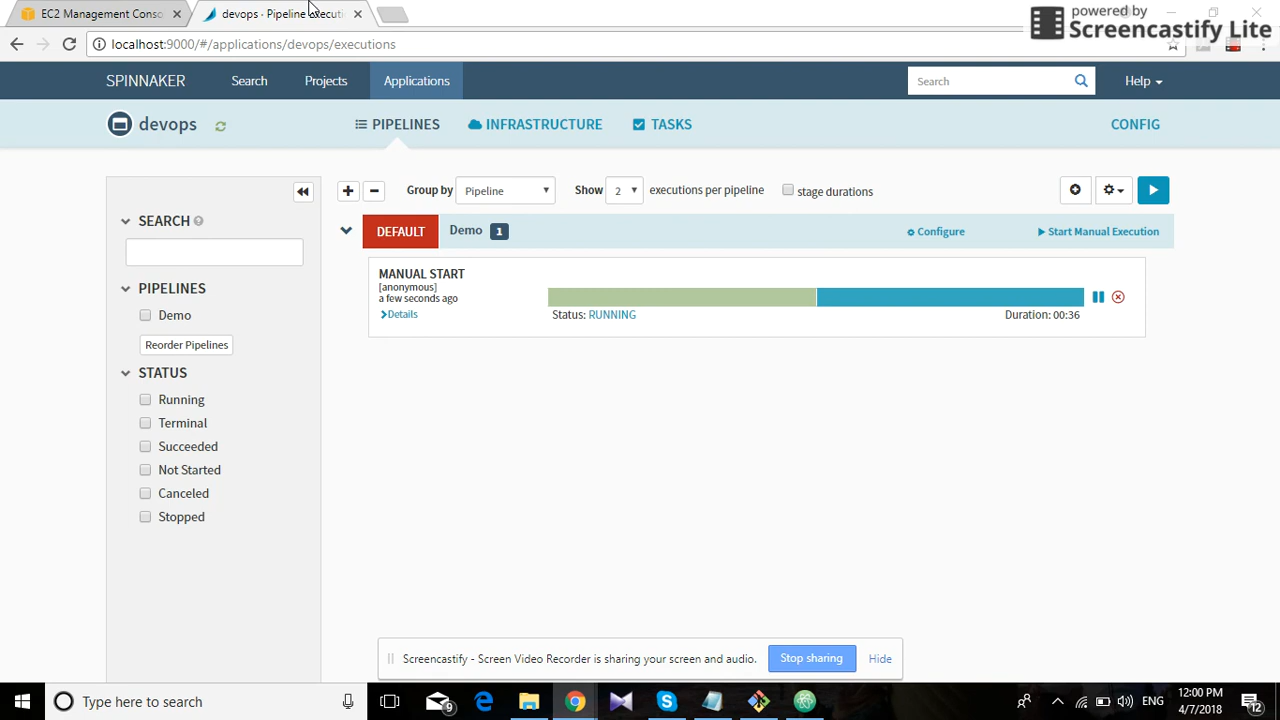 EC2 Management Conso
devops · Pipeline Executi
powered by
Screencastify Lite
localhost:9000/#/applications/devops/executions
SPINNAKER Search Projects Applications Search Help
devops PIPELINES INFRASTRUCTURE TASKS CONFIG
Group by Pipeline Show 2 executions per pipeline stage durations
SEARCH
PIPELINES
Demo
Reorder Pipelines
STATUS
Running
Terminal
Succeeded
Not Started
Canceled
Stopped
DEFAULT Demo 1 Configure Start Manual Execution
MANUAL START
[anonymous]
a few seconds ago
Details
Status: RUNNING Duration: 00:36
Screencastify - Screen Video Recorder is sharing your screen and audio. Stop sharing Hide
Type here to search
9
ENG
12:00 PM
4/7/2018
12